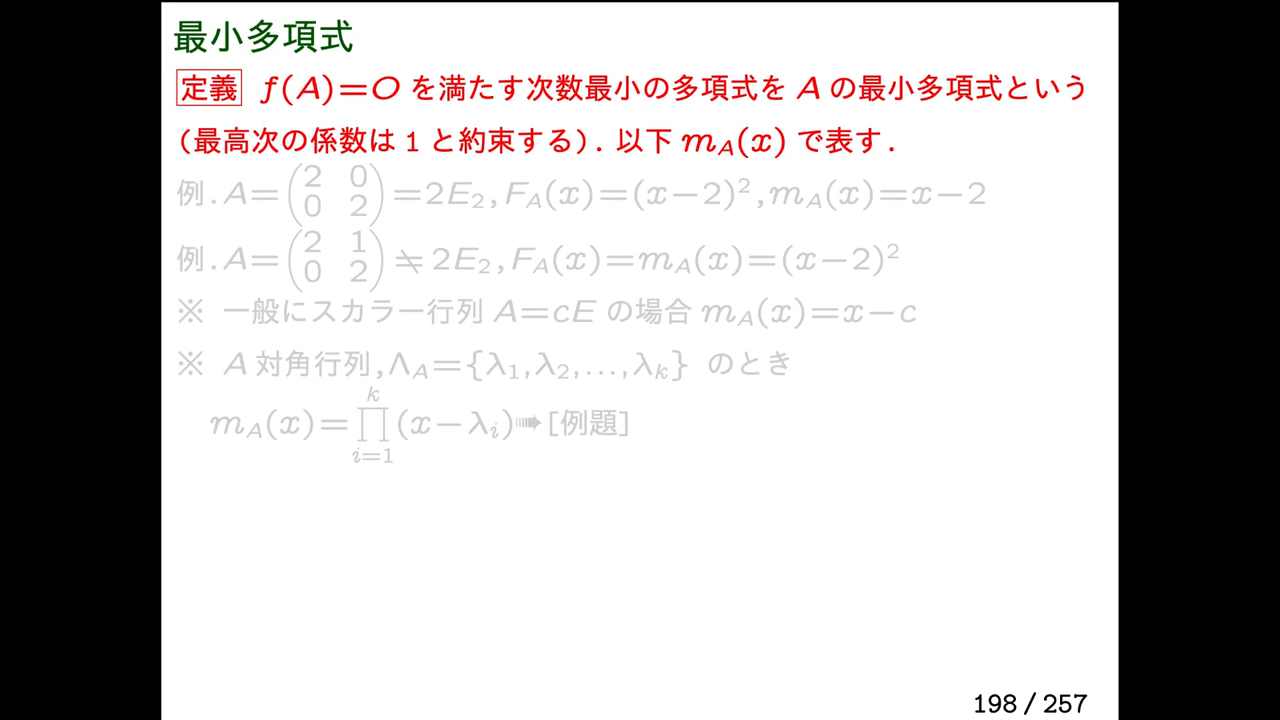 最小多項式
定義 f(A)=O を満たす次数最小の多項式を A の最小多項式という
(最高次の係数は 1 と約束する). 以下 m_A(x) で表す.
例. A=(2 0 0 2)=2E₂, F_A(x)=(x−2)², m_A(x)=x−2
例. A=(2 1 0 2)≠2E₂, F_A(x)=m_A(x)=(x−2)²
※ 一般にスカラー行列 A=cE の場合 m_A(x)=x−c
※ A 対角行列, Λ_A={λ₁,λ₂,...,λ_k} のとき
m_A(x)=∏_{i=1}^{k}(x−λ_i)➠[例題]
198 / 257